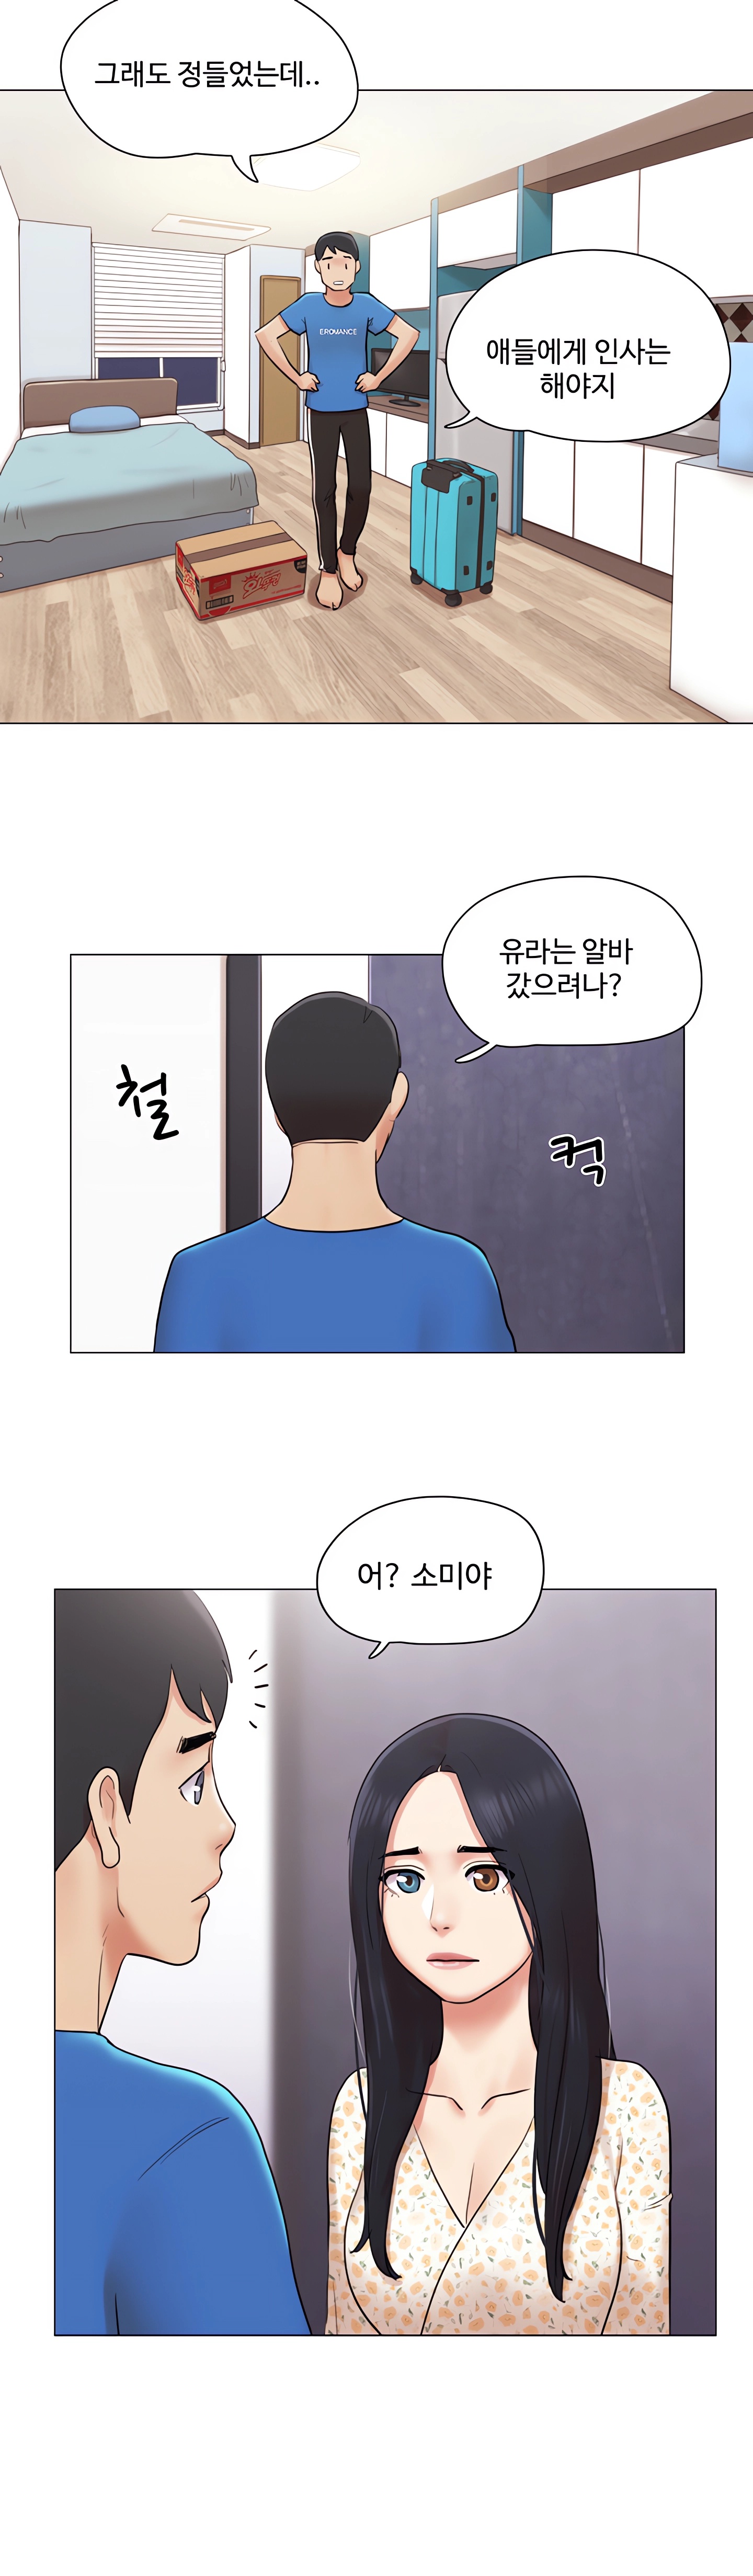 그래도 정들었는데..
EROMANCE
애들에게 인사는
해야지
유라는 알바
갔으려나?
철
컥
어? 소미야